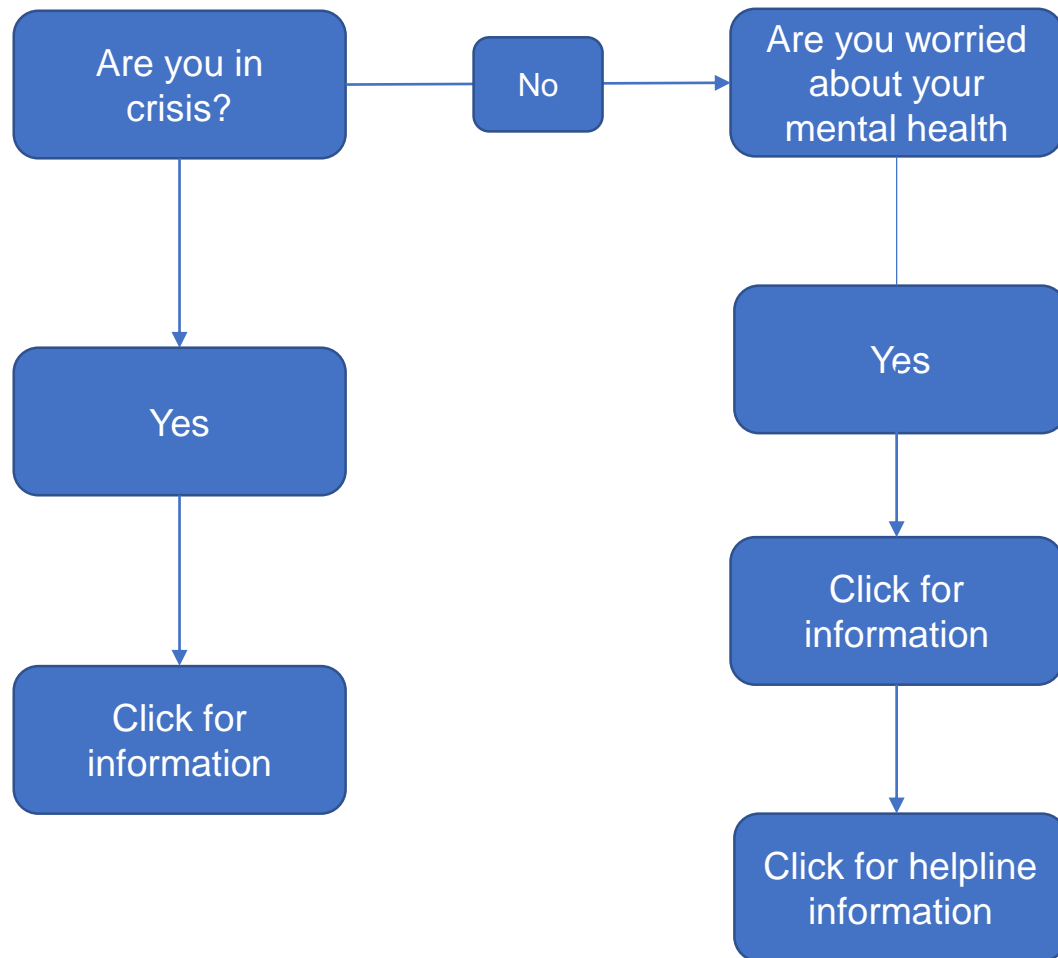 Are you in
crisis?
No
Are you worried
about your
mental health
Yes
Yes
Click for
information
Click for
information
Click for helpline
information